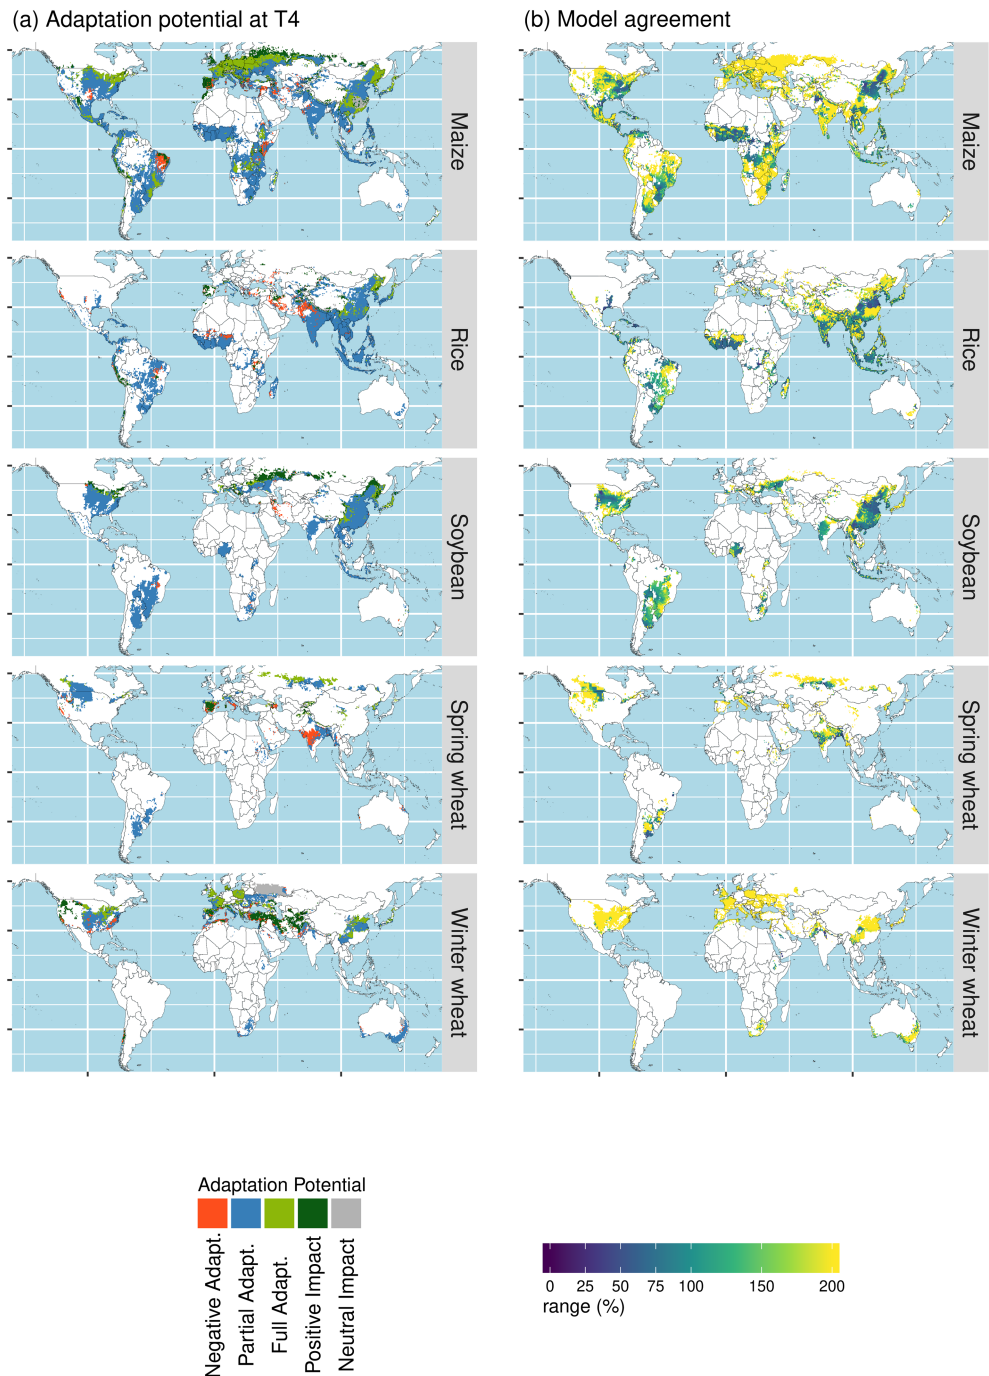 (a) Adaptation potential at T4
(b) Model agreement
Maize
Maize
Rice
Rice
Soybean
Soybean
Spring wheat
Spring wheat
Winter wheat
Winter wheat
Adaptation Potential
Negative Adapt.
Partial Adapt.
Full Adapt.
Positive Impact
Neutral Impact
0 25 50 75 100 150 200
range (%)